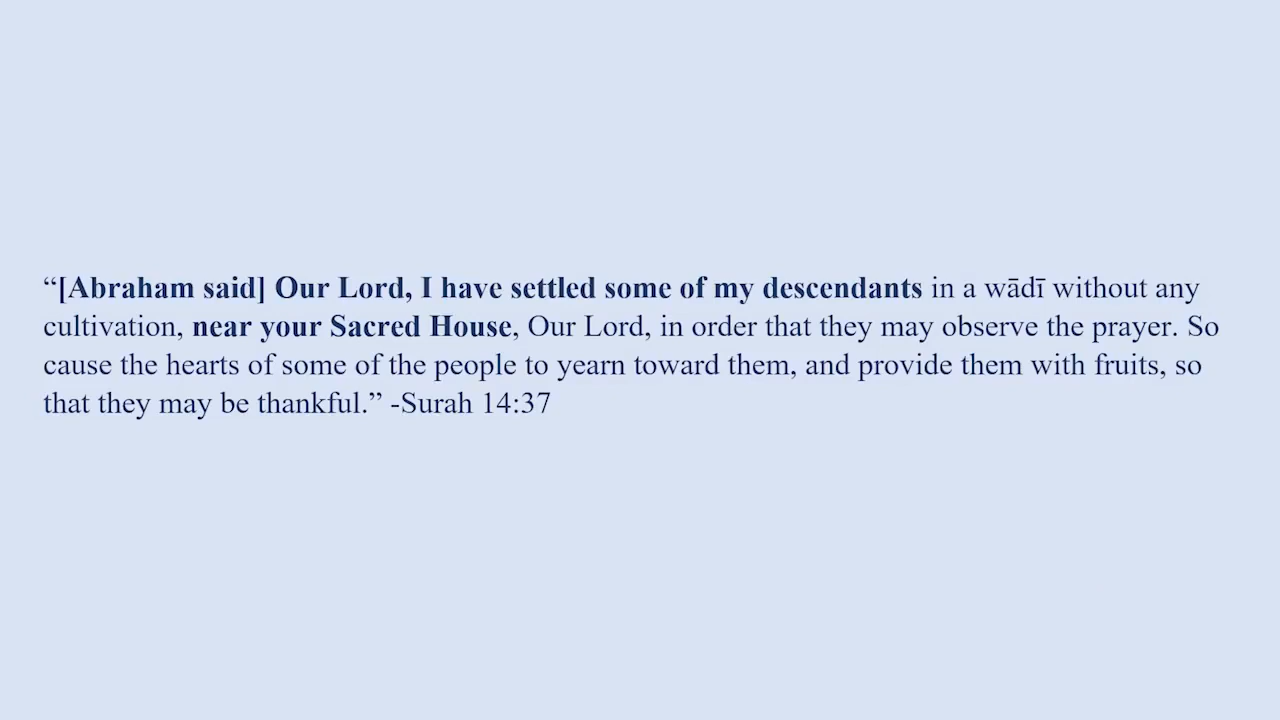 “[Abraham said] Our Lord, I have settled some of my descendants in a wādī without any
cultivation, near your Sacred House, Our Lord, in order that they may observe the prayer. So
cause the hearts of some of the people to yearn toward them, and provide them with fruits, so
that they may be thankful.” -Surah 14:37